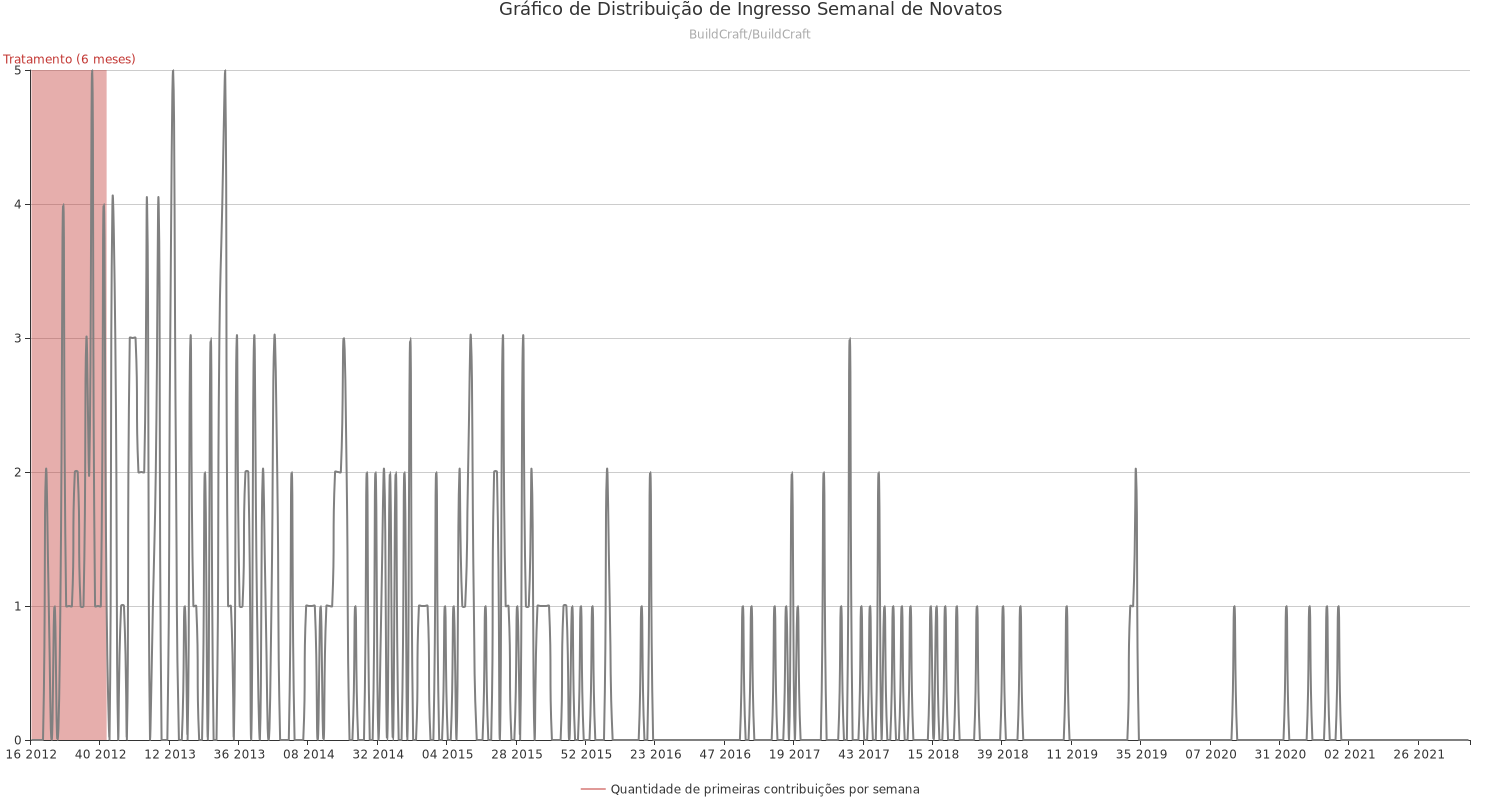 Gráfico de Distribuição de Ingresso Semanal de Novatos
BuildCraft/BuildCraft
Tratamento (6 meses)
5
4
3
2
1
0
16 2012 40 2012 12 2013 36 2013 08 2014 32 2014 04 2015 28 2015 52 2015 23 2016 47 2016 19 2017 43 2017 15 2018 39 2018 11 2019 35 2019 07 2020 31 2020 02 2021 26 2021
Quantidade de primeiras contribuições por semana